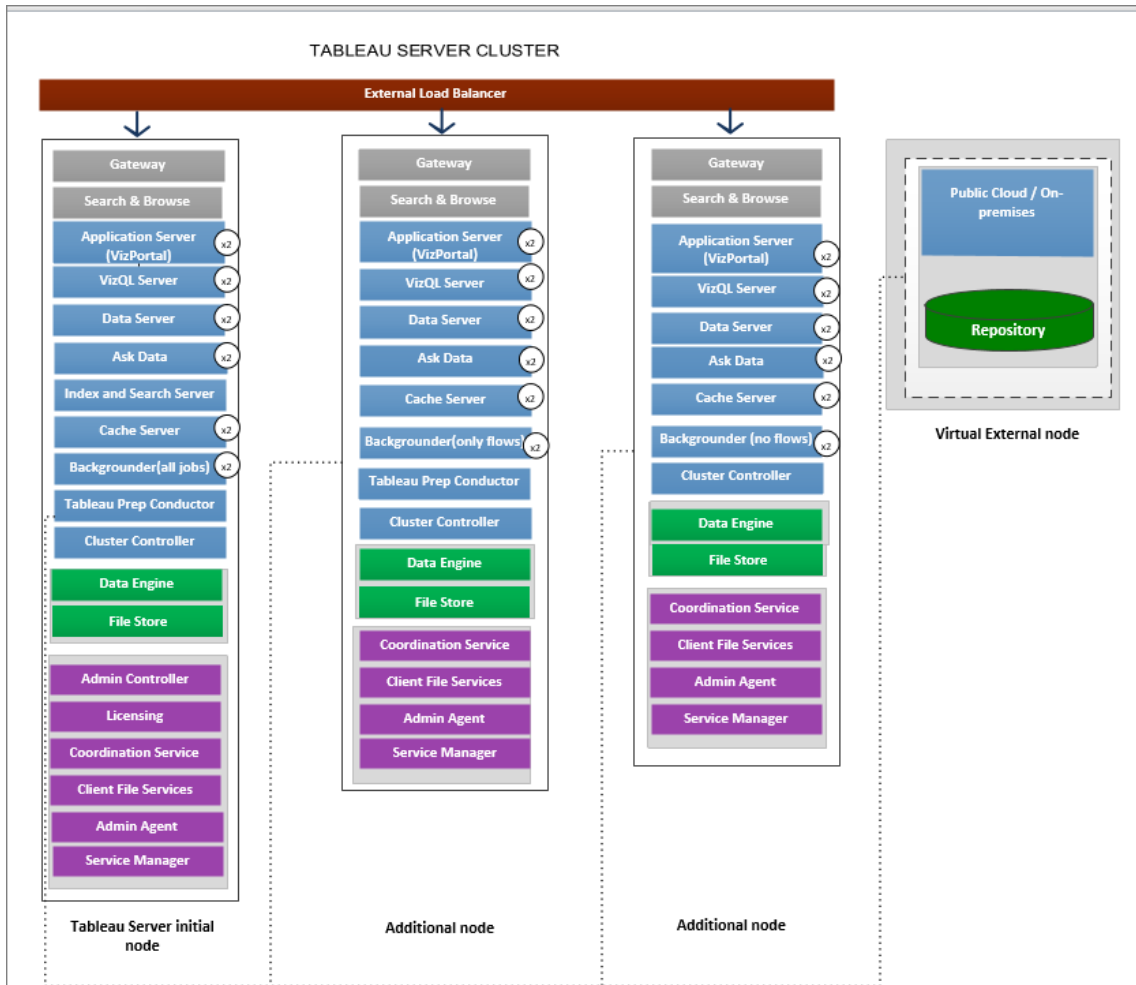 TABLEAU SERVER CLUSTER
External Load Balancer
Gateway
Search & Browse
Application Server
(VizPortal)
x2
VizQL Server
x2
Data Server
x2
Ask Data
x2
Index and Search Server
Cache Server
x2
Backgrounder(all jobs)
x2
Tableau Prep Conductor
Cluster Controller
Data Engine
File Store
Admin Controller
Licensing
Coordination Service
Client File Services
Admin Agent
Service Manager
Tableau Server initial
node
Gateway
Search & Browse
Application Server
(VizPortal)
x2
VizQL Server
x2
Data Server
x2
Ask Data
x2
Cache Server
x2
Backgrounder(only flows)
x2
Tableau Prep Conductor
Cluster Controller
Data Engine
File Store
Coordination Service
Client File Services
Admin Agent
Service Manager
Additional node
Gateway
Search & Browse
Application Server
(VizPortal)
x2
VizQL Server
x2
Data Server
x2
Ask Data
x2
Cache Server
x2
Backgrounder (no flows)
x2
Cluster Controller
Data Engine
File Store
Coordination Service
Client File Services
Admin Agent
Service Manager
Additional node
Public Cloud / On-
premises
Repository
Virtual External node